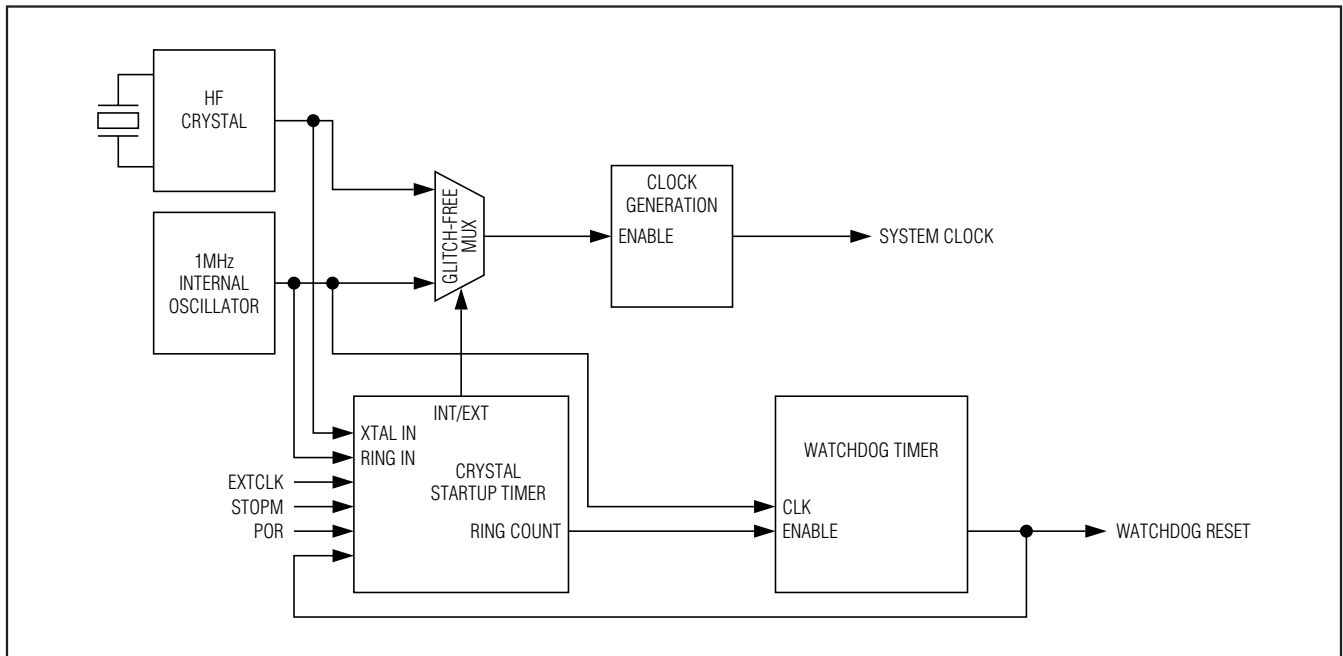 HF
CRYSTAL
1MHz
INTERNAL
OSCILLATOR
GLITCH-FREE
MUX
CLOCK
GENERATION
ENABLE
SYSTEM CLOCK
INT/EXT
XTAL IN
RING IN
CRYSTAL
STARTUP TIMER
EXTCLK
STOPM
POR
RING COUNT
WATCHDOG TIMER
CLK
ENABLE
WATCHDOG RESET